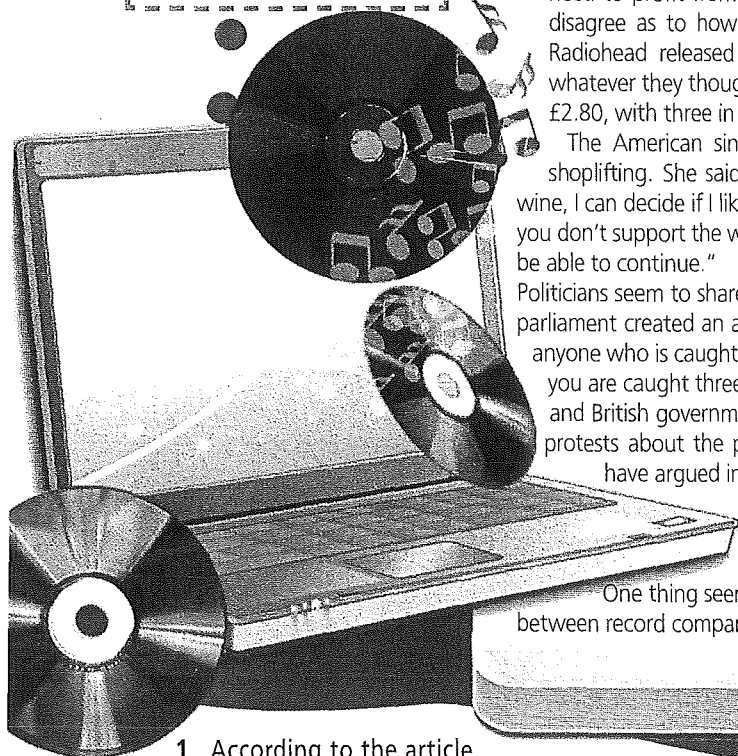 to profit from
disagree as to how
Radiohead released
whatever they thoug
£2.80, with three in
The American sin
shoplifting. She said
wine, I can decide if I lik
you don't support the w
be able to continue."
Politicians seem to share
parliament created an a
anyone who is caught
you are caught three
and British governm
protests about the p
have argued in
One thing seer
between record compar
1 According to the article